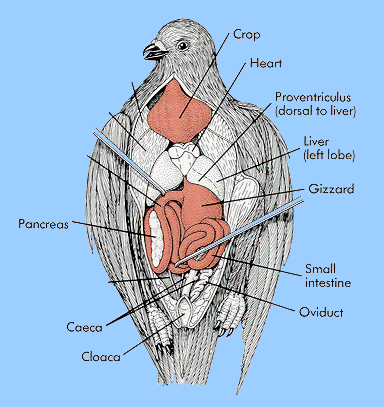 Crop
Heart
Proventriculus
(dorsal to liver)
Liver
(left lobe)
Gizzard
Pancreas
Small
intestine
Oviduct
Caeca
Cloaca